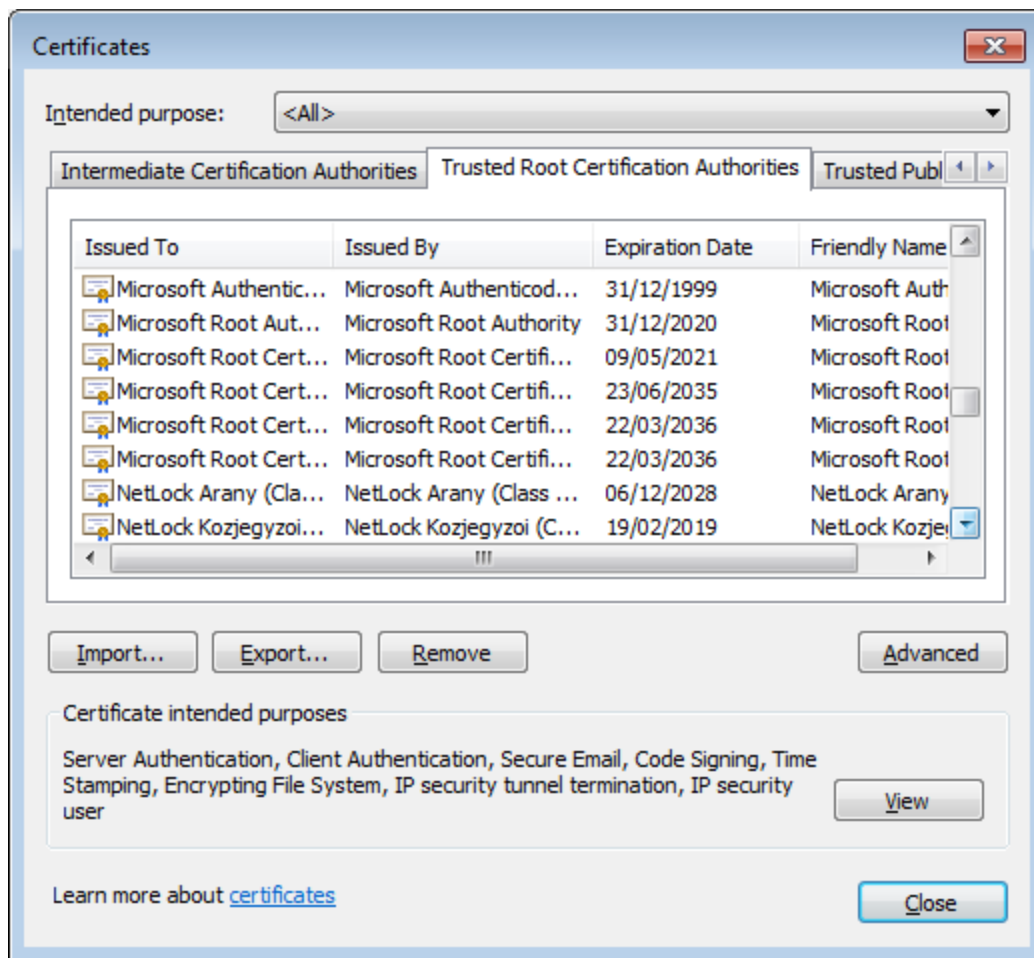 Certificates
Intended purpose: <All>
Intermediate Certification Authorities Trusted Root Certification Authorities Trusted Publ
Issued To Issued By Expiration Date Friendly Name
Microsoft Authentic... Microsoft Authenticod... 31/12/1999 Microsoft Auth
Microsoft Root Aut... Microsoft Root Authority 31/12/2020 Microsoft Root
Microsoft Root Cert... Microsoft Root Certifi... 09/05/2021 Microsoft Root
Microsoft Root Cert... Microsoft Root Certifi... 23/06/2035 Microsoft Root
Microsoft Root Cert... Microsoft Root Certifi... 22/03/2036 Microsoft Root
Microsoft Root Cert... Microsoft Root Certifi... 22/03/2036 Microsoft Root
NetLock Arany (Cla... NetLock Arany (Class ... 06/12/2028 NetLock Arany
NetLock Kozjegyzoi... NetLock Kozjegyzoi (C... 19/02/2019 NetLock Kozje
Import... Export... Remove Advanced
Certificate intended purposes
Server Authentication, Client Authentication, Secure Email, Code Signing, Time
Stamping, Encrypting File System, IP security tunnel termination, IP security
user
View
Learn more about certificates
Close